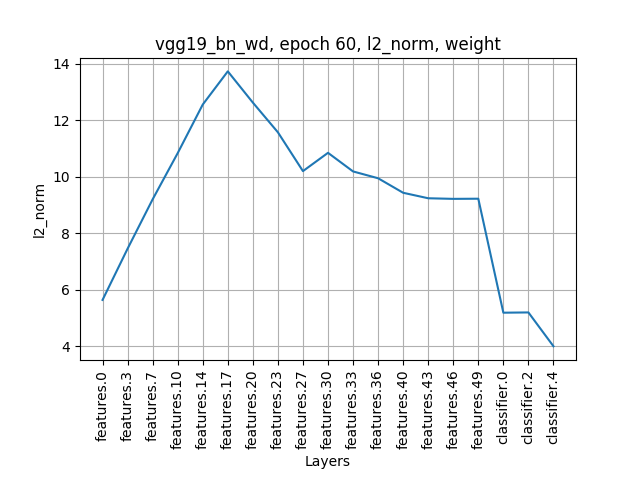 vgg19_bn_wd, epoch 60, l2_norm, weight
14
12
10
8
6
4
l2_norm
features.0
features.3
features.7
features.10
features.14
features.17
features.20
features.23
features.27
features.30
features.33
features.36
features.40
features.43
features.46
features.49
classifier.0
classifier.2
classifier.4
Layers